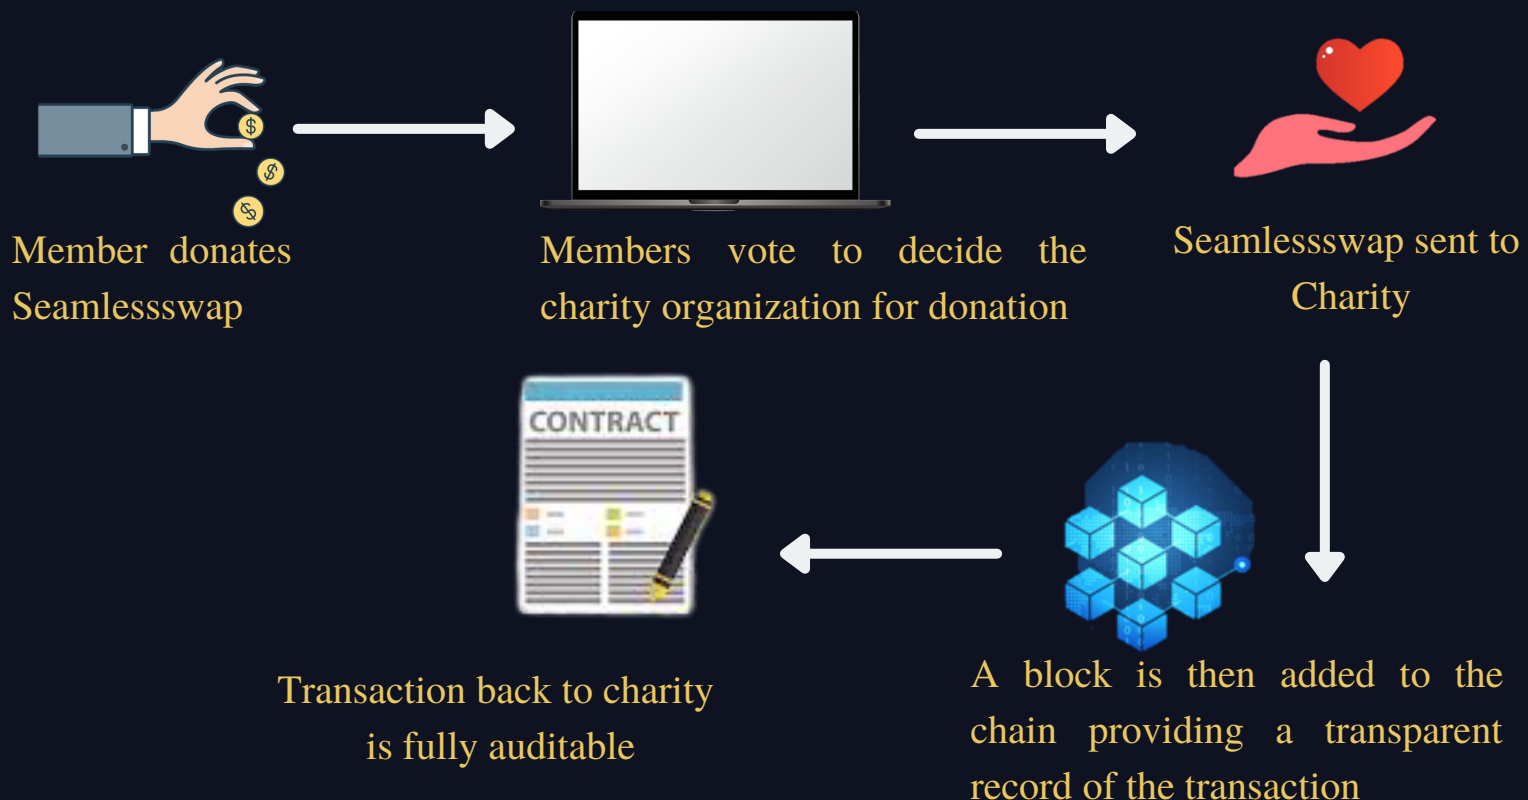 Member donates
Seamlessswap
Members vote to decide the
charity organization for donation
Seamlessswap sent to
Charity
CONTRACT
A block is then added to the
chain providing a transparent
record of the transaction
Transaction back to charity
is fully auditable